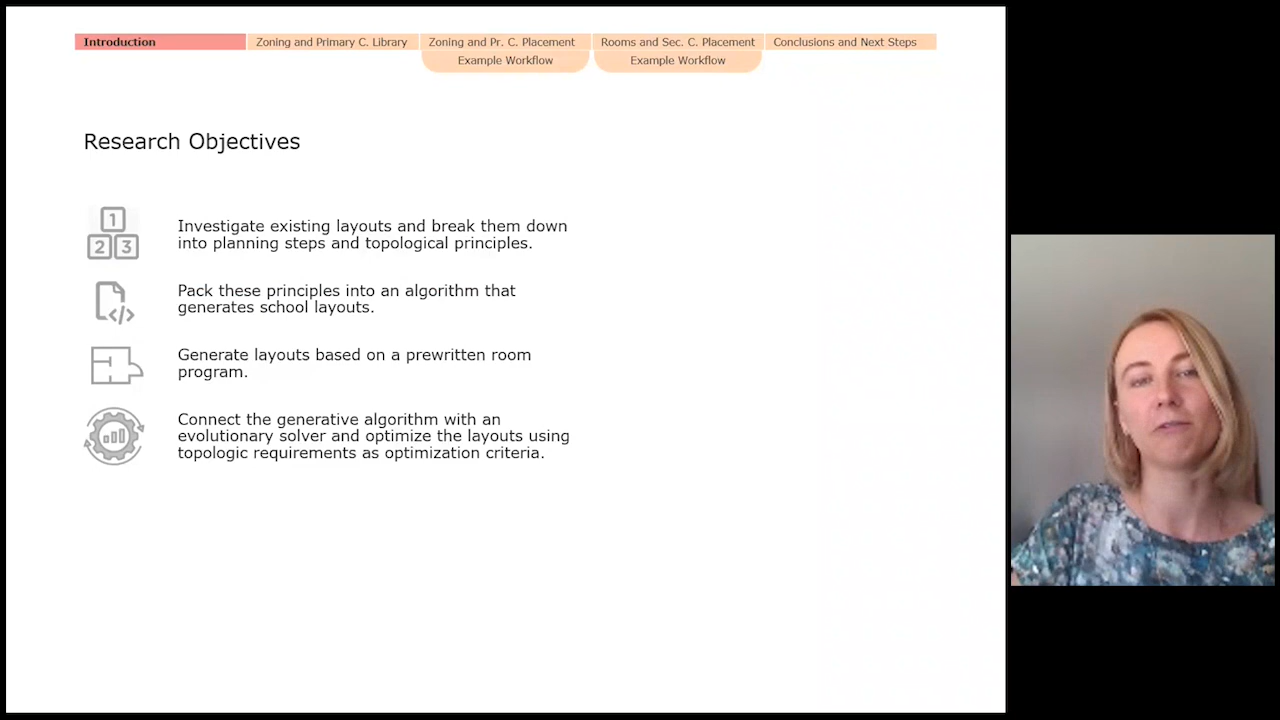 Introduction
Zoning and Primary C. Library
Zoning and Pr. C. Placement
Rooms and Sec. C. Placement
Conclusions and Next Steps
Example Workflow
Example Workflow
Research Objectives
1
2 3
Investigate existing layouts and break them down
into planning steps and topological principles.
</>
Pack these principles into an algorithm that
generates school layouts.
Generate layouts based on a prewritten room
program.
Connect the generative algorithm with an
evolutionary solver and optimize the layouts using
topologic requirements as optimization criteria.